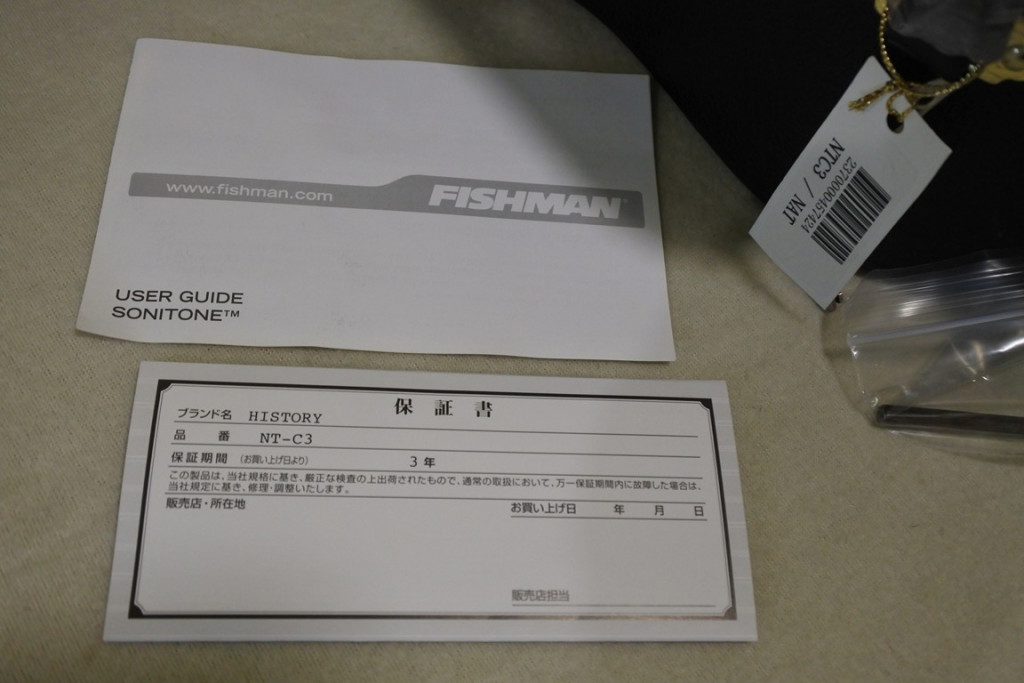 www.fishman.com
FISHMAN
USER GUIDE
SONITONE™
NTC3 / NAT
2370000457424
保証書
ブランド名 HISTORY
品番 NT-C3
保証期間 (お買い上げ日より) 3年
この製品は、当社規格に基き、厳正な検査の上出荷されたもので、通常の取扱において、万一保証期間内に故障した場合は、
当社規定に基き、修理・調整いたします。
販売店・所在地
お買い上げ日 年 月 日
販売店担当